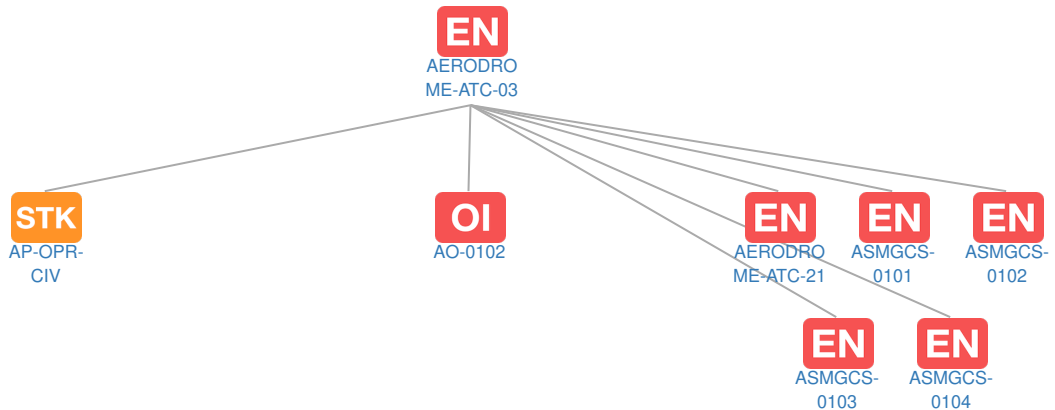 EN
AERODRO
ME-ATC-03
STK
AP-OPR-
CIV
OI
AO-0102
EN
AERODRO
ME-ATC-21
EN
ASMGCS-
0101
EN
ASMGCS-
0102
EN
ASMGCS-
0103
EN
ASMGCS-
0104